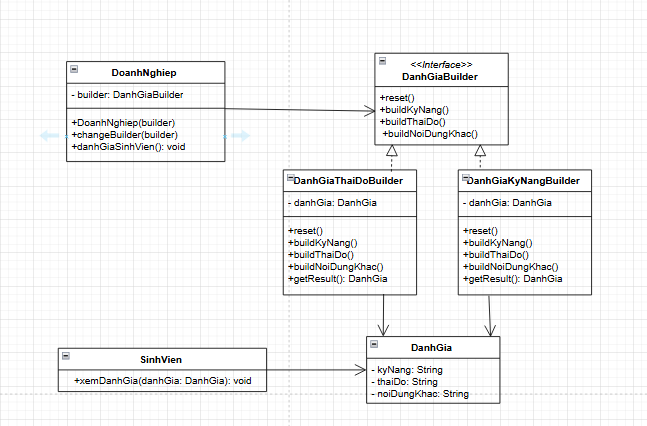 DoanhNghiep
- builder: DanhGiaBuilder
+DoanhNghiep(builder)
+changeBuilder(builder)
+danhGiaSinhVien(): void
<<Interface>>
DanhGiaBuilder
+reset()
+buildKyNang()
+buildThaiDo()
+buildNoiDungKhac()
DanhGiaThaiDoBuilder
- danhGia: DanhGia
+reset()
+buildKyNang()
+buildThaiDo()
+buildNoiDungKhac()
+getResult(): DanhGia
DanhGiaKyNangBuilder
- danhGia: DanhGia
+reset()
+buildKyNang()
+buildThaiDo()
+buildNoiDungKhac()
+getResult(): DanhGia
SinhVien
+xemDanhGia(danhGia: DanhGia): void
DanhGia
- kyNang: String
- thaiDo: String
- noiDungKhac: String